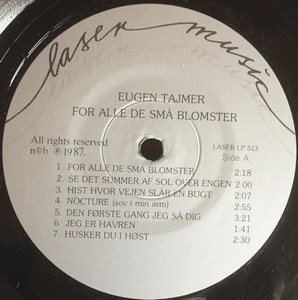 laser music
EUGEN TAJMER
FOR ALLE DE SMÅ BLOMSTER
All rights reserved
n©b ℗ 1987.
LASER LP 513
Side A
1 FOR ALLE DE SMÅ BLOMSTER 2:18
2 SE DET SUMMER AF SOL OVER ENGEN 2:00
3 HIST HVOR VEJEN SLÅR EN BUGT 2:07
4 NOCTURE (sov i min arm) 2:55
5 DEN FØRSTE GANG JEG SÅ DIG 3:21
6 JEG ER HAVREN 1:41
7 HUSKER DU I HØST 2:30